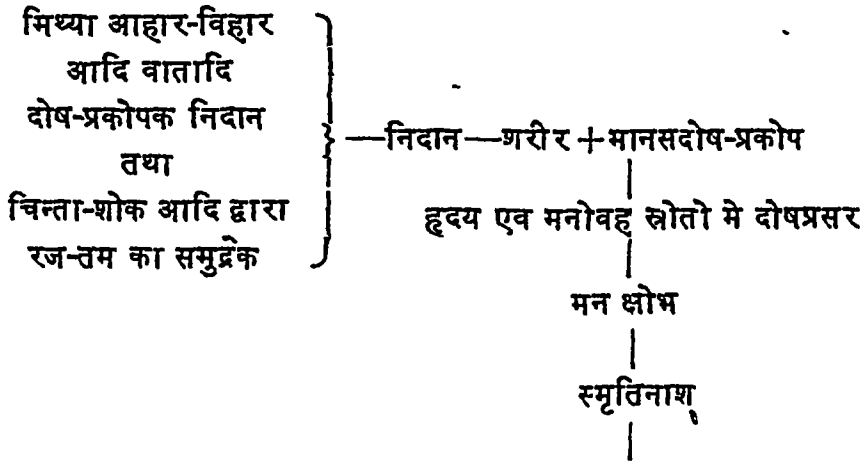 मिथ्या आहार-विहार
आदि वातादि
दोष-प्रकोपक निदान
तथा
चिन्ता-शोक आदि द्वारा
रज-तम का समुद्रेक
—निदान—शरीर + मानसदोष-प्रकोप
हृदय एव मनोवह स्रोतो मे दोषप्रसर
मन क्षोभ
स्मृतिनाश